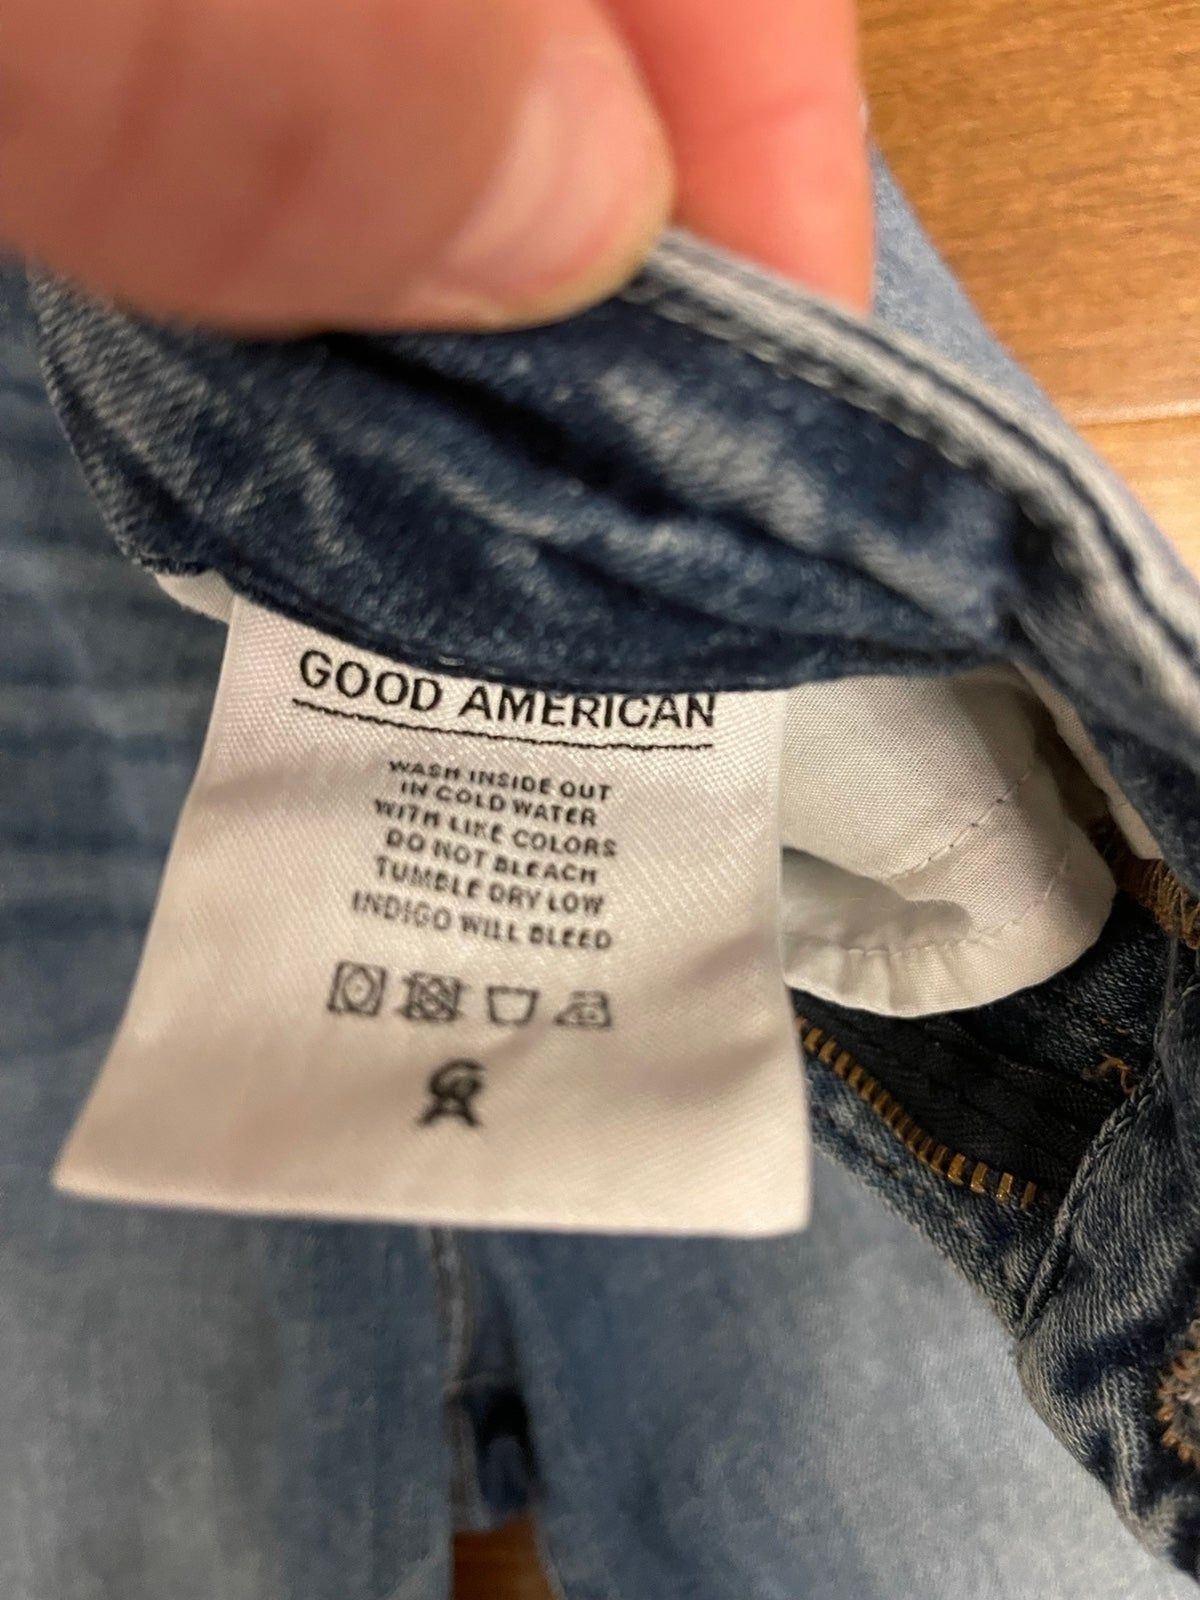 GOOD AMERICAN
WASH INSIDE OUT
IN COLD WATER
WITH LIKE COLORS
DO NOT BLEACH
TUMBLE DRY LOW
INDIGO WILL BLEED
GA